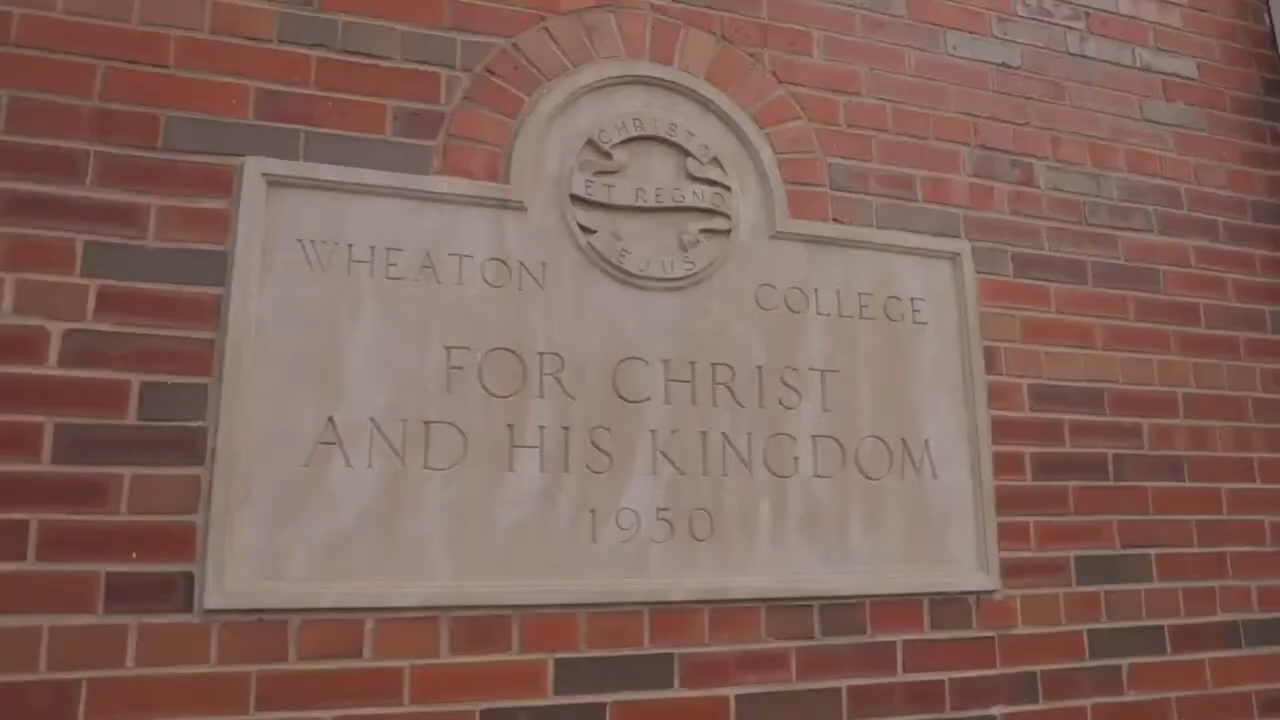 CHRISTO
ET REGNO
EJUS
WHEATON COLLEGE
FOR CHRIST
AND HIS KINGDOM
1950